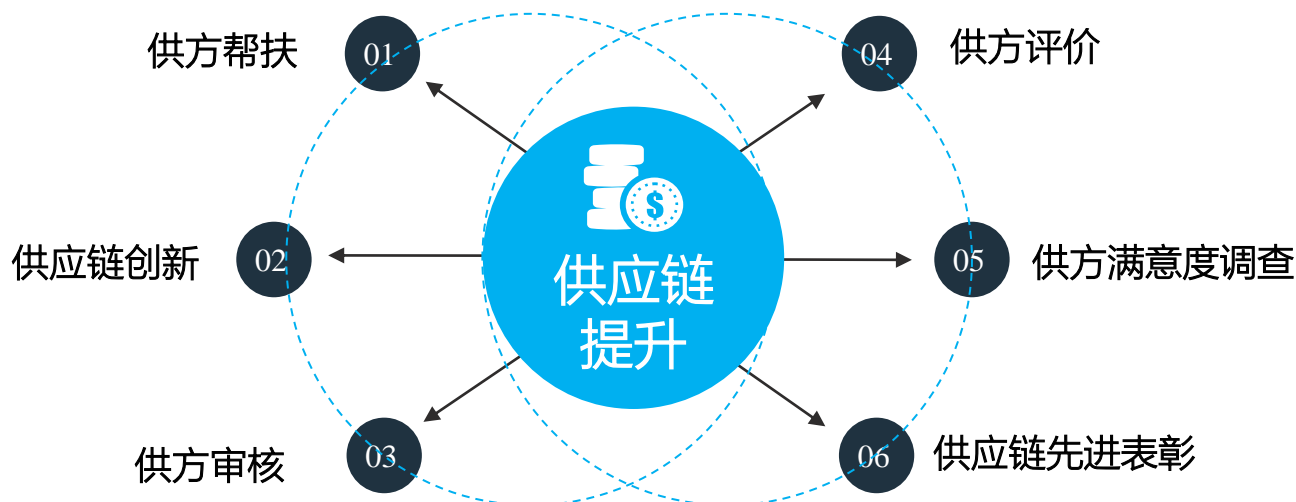 供方帮扶
01
供应链创新
02
供方审核
03
$
供应链
提升
04
供方评价
05
供方满意度调查
06
供应链先进表彰